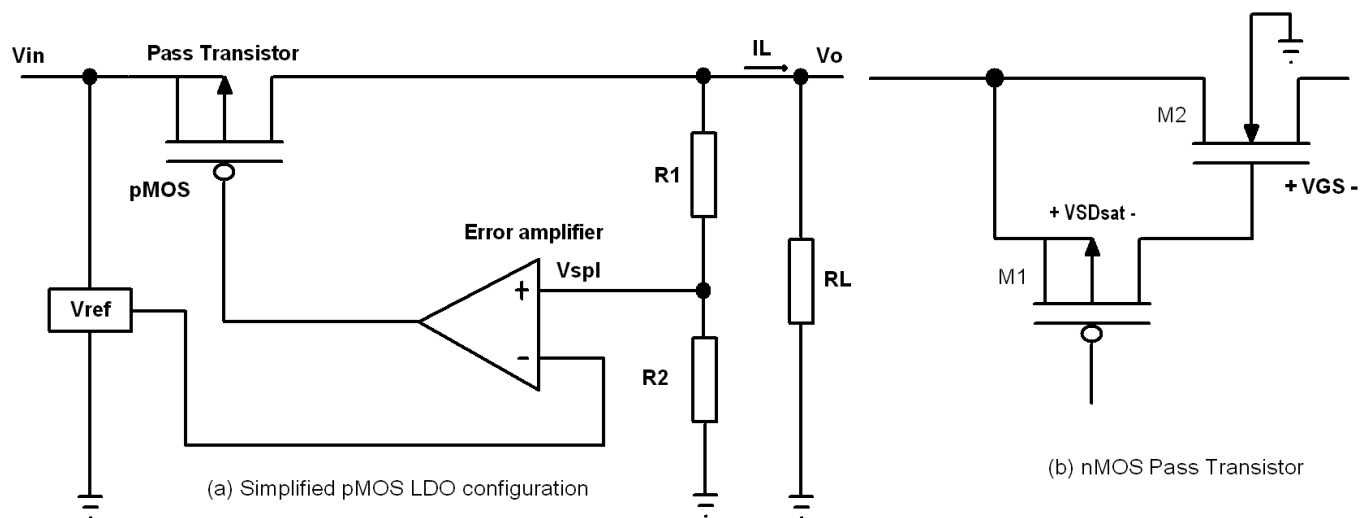 Vin
Pass Transistor
IL
Vo
pMOS
R1
Error amplifier
Vspl
+
-
Vref
R2
RL
(a) Simplified pMOS LDO configuration
M2
+ VGS -
+ VSDsat -
M1
(b) nMOS Pass Transistor